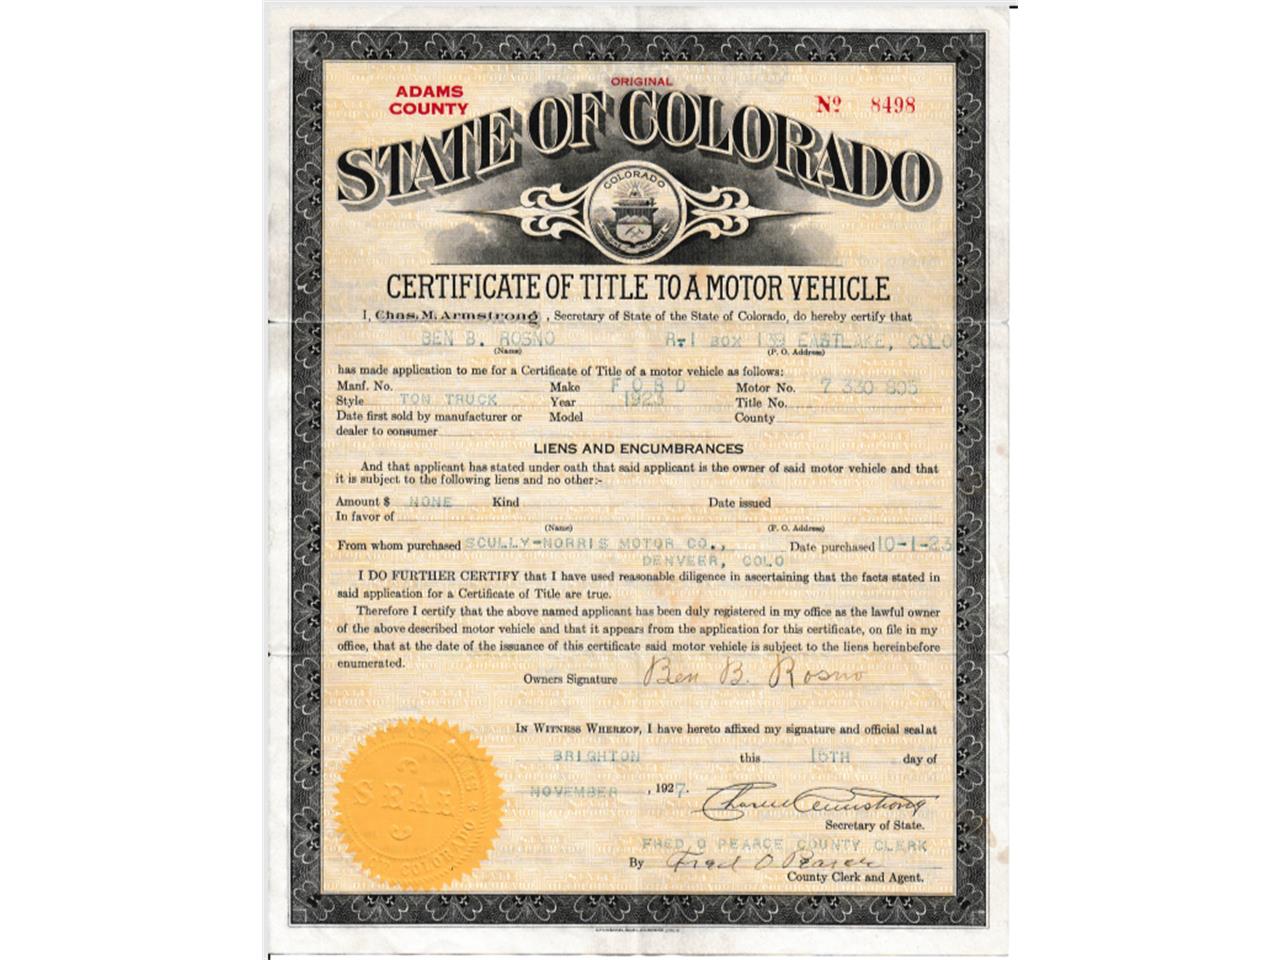 ADAMS
COUNTY
ORIGINAL
No 8498
STATE OF COLORADO
COLORADO
CERTIFICATE OF TITLE TO A MOTOR VEHICLE
I, Chas. M. Armstrong, Secretary of State of the State of Colorado, do hereby certify that
BEN B. ROSNO R-1 BOX 139 EASTLAKE, COLO
(Name) (P. O. Address)
has made application to me for a Certificate of Title of a motor vehicle as follows:
Manf. No. Make FORD Motor No. 7 330 805
Style TON TRUCK Year 1923 Title No.
Date first sold by manufacturer or Model County
dealer to consumer
LIENS AND ENCUMBRANCES
And that applicant has stated under oath that said applicant is the owner of said motor vehicle and that
it is subject to the following liens and no other:-
Amount $ NONE Kind Date issued
In favor of
(Name) (P. O. Address)
From whom purchased SCULLY-NORRIS MOTOR CO., Date purchased 10-1-23
DENVEER, COLO
I DO FURTHER CERTIFY that I have used reasonable diligence in ascertaining that the facts stated in
said application for a Certificate of Title are true.
Therefore I certify that the above named applicant has been duly registered in my office as the lawful owner
of the above described motor vehicle and that it appears from the application for this certificate, on file in my
office, that at the date of the issuance of this certificate said motor vehicle is subject to the liens hereinbefore
enumerated.
Owners Signature Ben B. Rosno
IN WITNESS WHEREOF, I have hereto affixed my signature and official seal at
BRIGHTON this 15TH day of
NOVEMBER, 1927.
Secretary of State.
FRED O PEARCE COUNTY CLERK
By Fred O Pearce
County Clerk and Agent.
SEAL
COLORADO